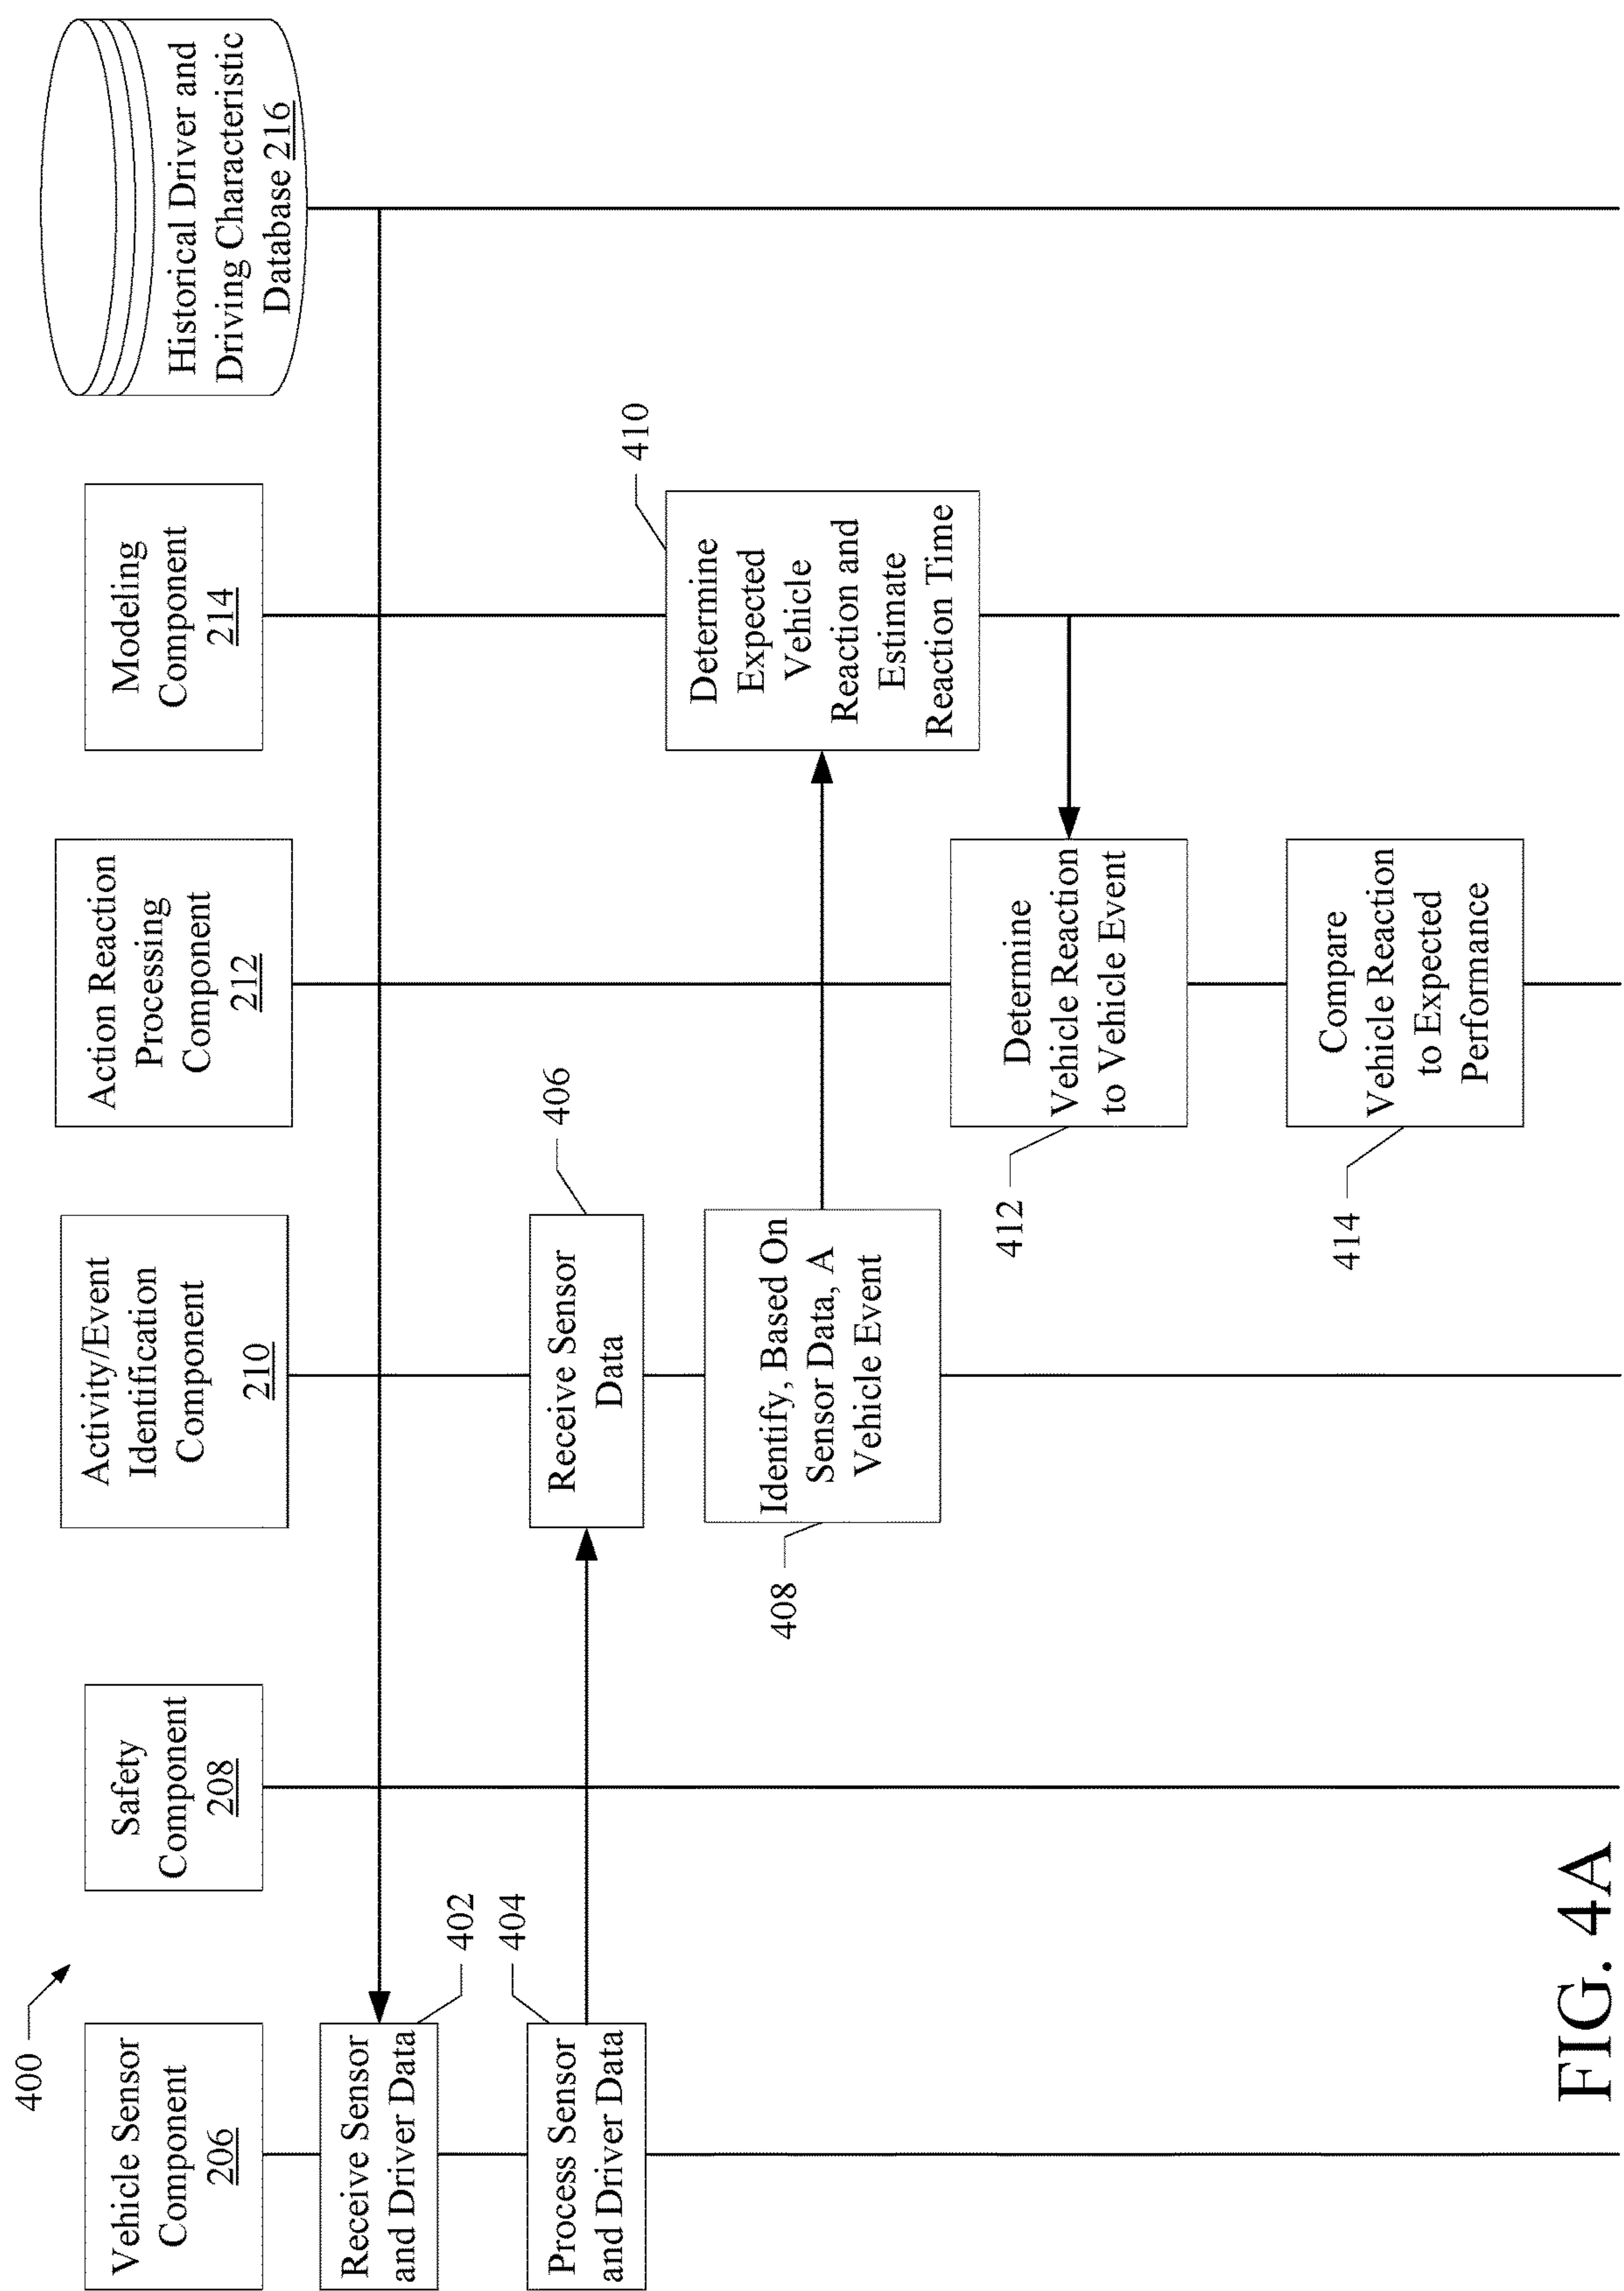 400
Vehicle Sensor
Component
206
Safety
Component
208
Activity/Event
Identification
Component
210
Action Reaction
Processing
Component
212
Modeling
Component
214
Historical Driver and
Driving Characteristic
Database 216
Receive Sensor
and Driver Data
402
Process Sensor
and Driver Data
404
Receive Sensor
Data
406
Identify, Based On
Sensor Data, A
Vehicle Event
408
Determine
Expected
Vehicle
Reaction and
Estimate
Reaction Time
410
Determine
Vehicle Reaction
to Vehicle Event
412
Compare
Vehicle Reaction
to Expected
Performance
414
FIG. 4A